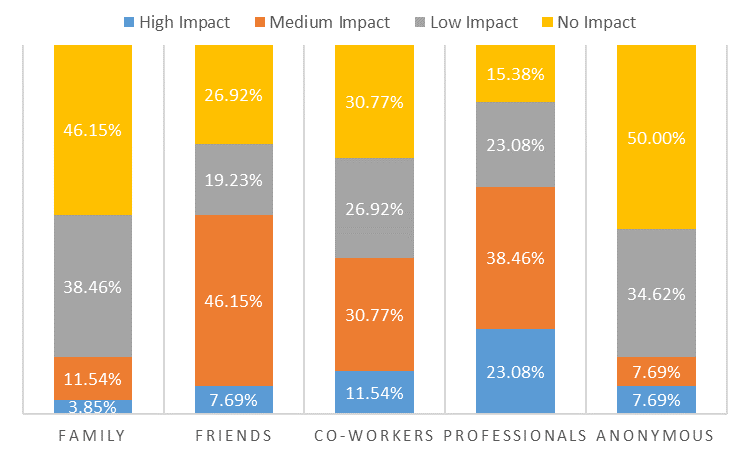 High Impact Medium Impact Low Impact No Impact
15.38%
26.92% 30.77%
46.15% 50.00%
23.08%
19.23%
26.92%
38.46% 38.46% 34.62%
46.15% 30.77%
11.54% 23.08% 7.69%
3.85% 7.69% 11.54% 7.69%
FAMILY FRIENDS CO-WORKERS PROFESSIONALS ANONYMOUS